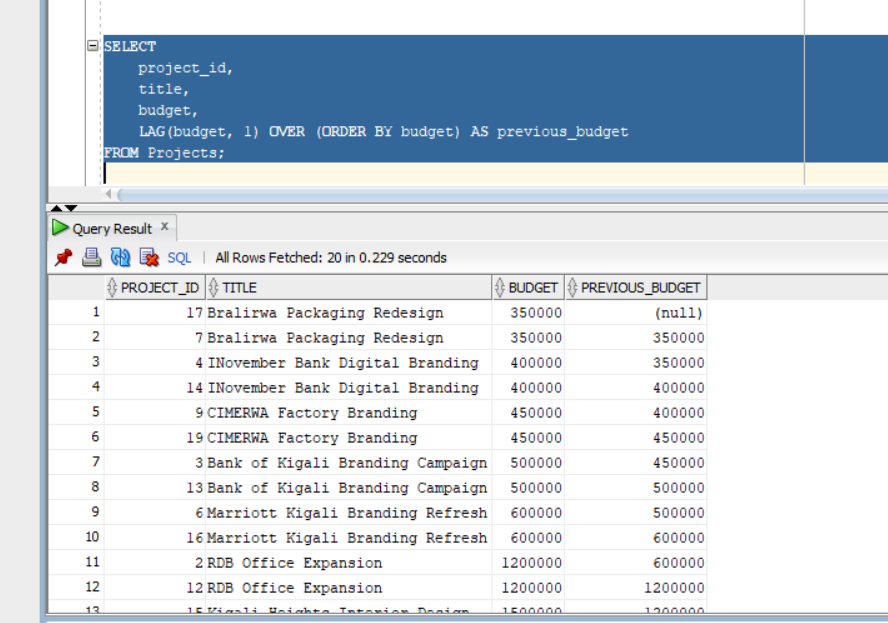 SELECT
project_id,
title,
budget,
LAG(budget, 1) OVER (ORDER BY budget) AS previous_budget
FROM Projects;
Query Result x
SQL | All Rows Fetched: 20 in 0.229 seconds
PROJECT_ID TITLE BUDGET PREVIOUS_BUDGET
1 17 Bralirwa Packaging Redesign 350000 (null)
2 7 Bralirwa Packaging Redesign 350000 350000
3 4 INovember Bank Digital Branding 400000 350000
4 14 INovember Bank Digital Branding 400000 400000
5 9 CIMERWA Factory Branding 450000 400000
6 19 CIMERWA Factory Branding 450000 450000
7 3 Bank of Kigali Branding Campaign 500000 450000
8 13 Bank of Kigali Branding Campaign 500000 500000
9 6 Marriott Kigali Branding Refresh 600000 500000
10 16 Marriott Kigali Branding Refresh 600000 600000
11 2 RDB Office Expansion 1200000 600000
12 12 RDB Office Expansion 1200000 1200000
13 15 Kigali Heights Interior Design 1500000 1200000